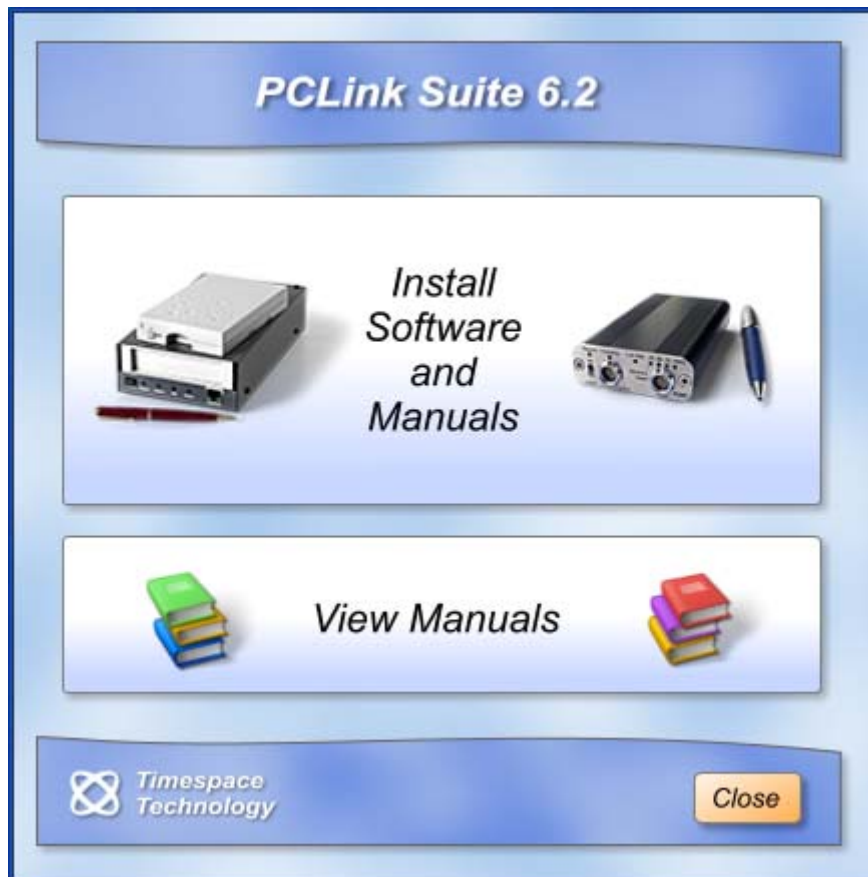 PCLink Suite 6.2
Install
Software
and
Manuals
View Manuals
Timespace
Technology
Close